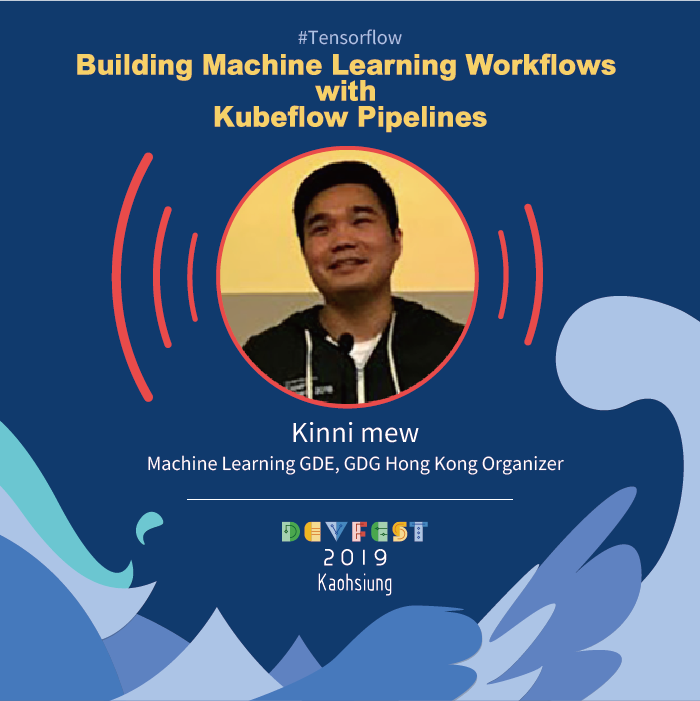 #Tensorflow
Building Machine Learning Workflows
with
Kubeflow Pipelines
Kinni mew
Machine Learning GDE, GDG Hong Kong Organizer
DEVFEST
2019
Kaohsiung